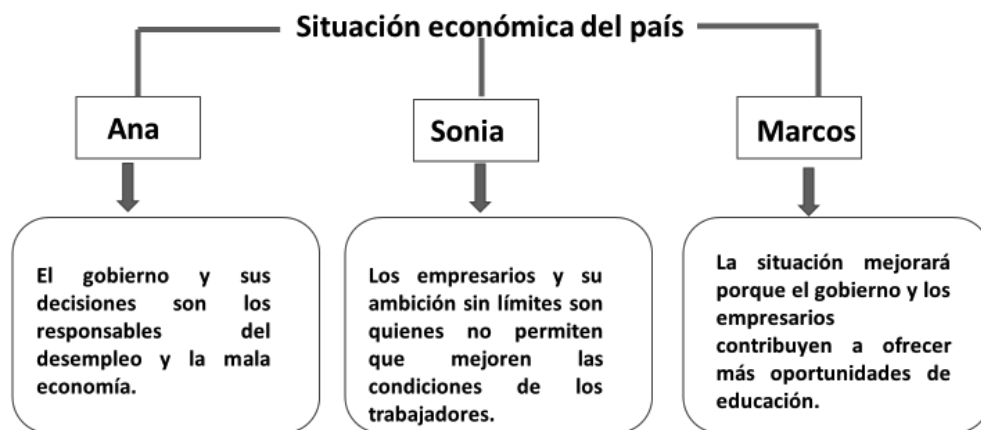 Situación económica del país
Ana
Sonia
Marcos
El gobierno y sus
decisiones son los
responsables del
desempleo y la mala
economía.
Los empresarios y su
ambición sin límites son
quienes no permiten
que mejoren las
condiciones de los
trabajadores.
La situación mejorará
porque el gobierno y los
empresarios
contribuyen a ofrecer
más oportunidades de
educación.